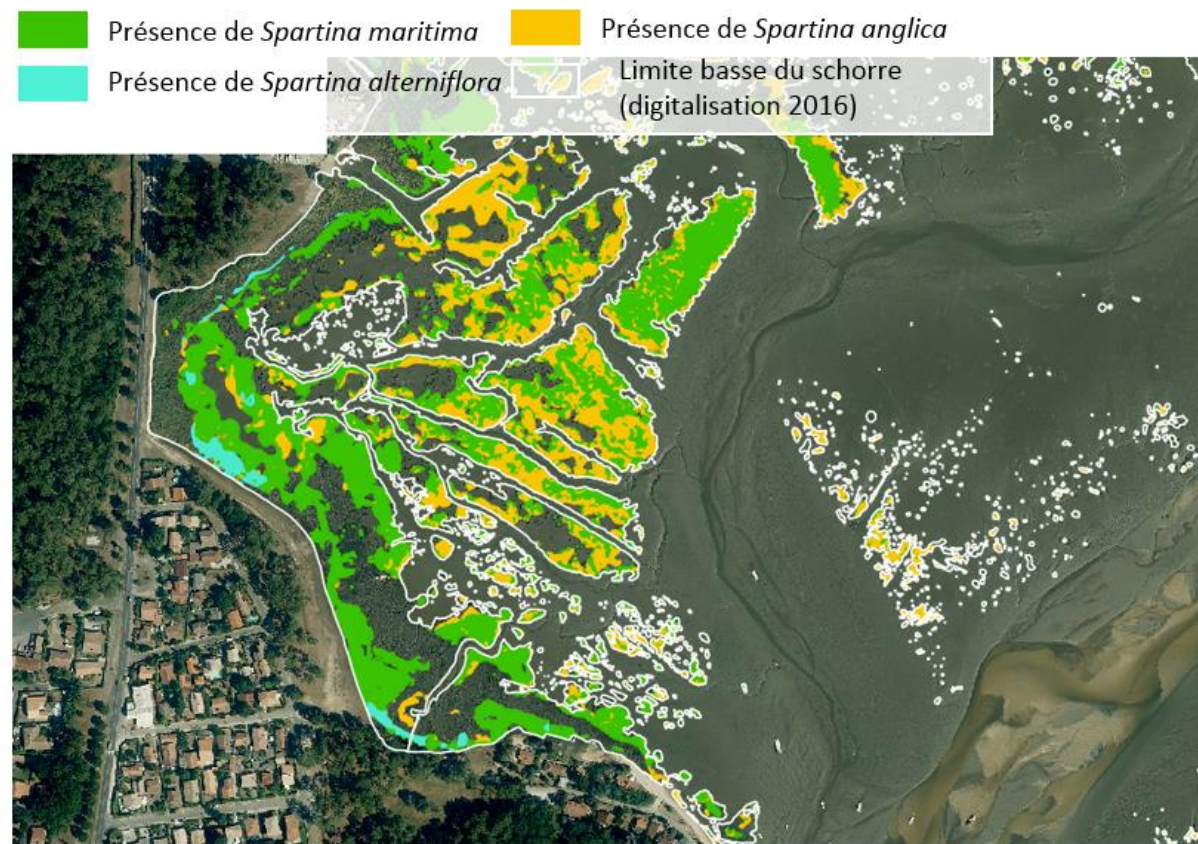 Présence de Spartina maritima
Présence de Spartina anglica
Présence de Spartina alterniflora
Limite basse du schorre
(digitalisation 2016)